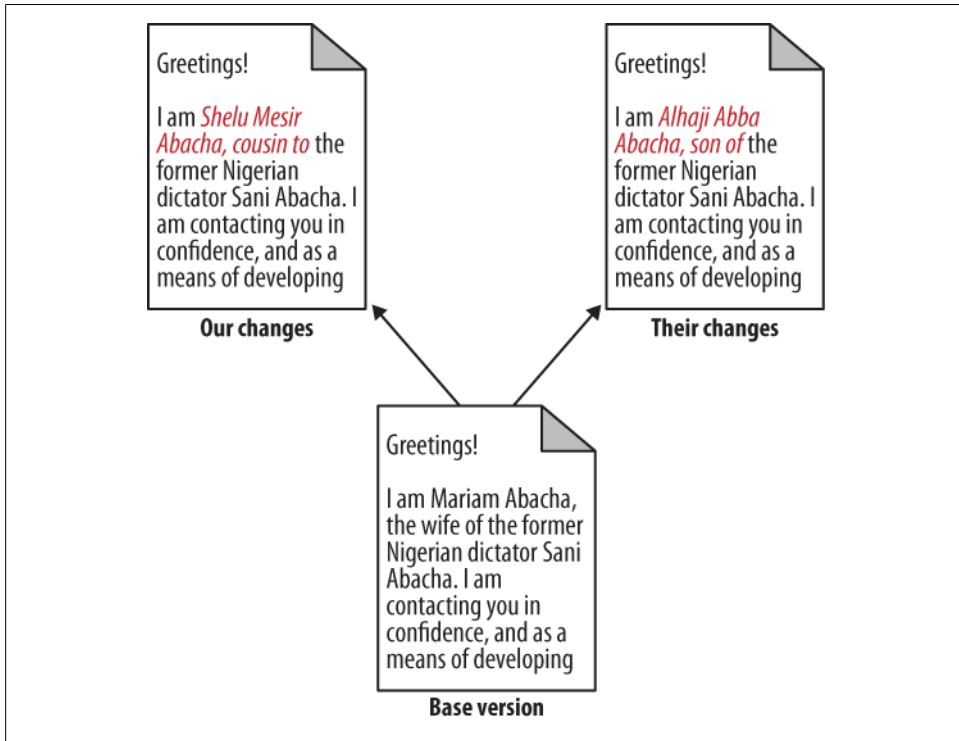 Greetings!
I am Shelu Mesir
Abacha, cousin to the
former Nigerian
dictator Sani Abacha. I
am contacting you in
confidence, and as a
means of developing
Our changes
Greetings!
I am Alhaji Abba
Abacha, son of the
former Nigerian
dictator Sani Abacha. I
am contacting you in
confidence, and as a
means of developing
Their changes
Greetings!
I am Mariam Abacha,
the wife of the former
Nigerian dictator Sani
Abacha. I am
contacting you in
confidence, and as a
means of developing
Base version